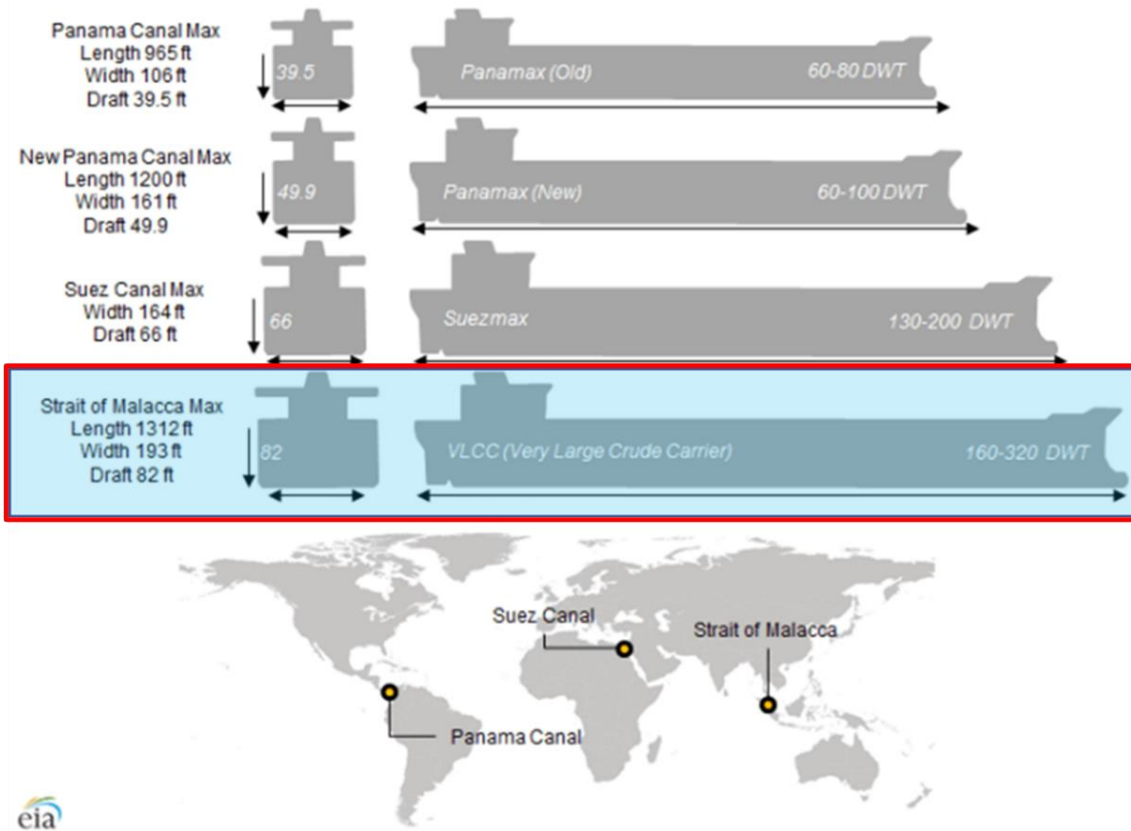 Panama Canal Max
Length 965 ft
Width 106 ft
Draft 39.5 ft
39.5
Panamax (Old)
60-80 DWT
New Panama Canal Max
Length 1200 ft
Width 161 ft
Draft 49.9
49.9
Panamax (New)
60-100 DWT
Suez Canal Max
Width 164 ft
Draft 66 ft
66
Suezmax
130-200 DWT
Strait of Malacca Max
Length 1312 ft
Width 193 ft
Draft 82 ft
82
VLCC (Very Large Crude Carrier)
160-320 DWT
Suez Canal
Strait of Malacca
Panama Canal
eia